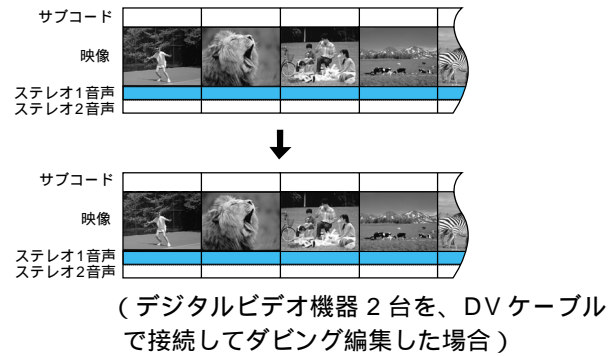 サブコード
映像
ステレオ1音声
ステレオ2音声
サブコード
映像
ステレオ1音声
ステレオ2音声
(デジタルビデオ機器2台を、DVケーブル
で接続してダビング編集した場合)